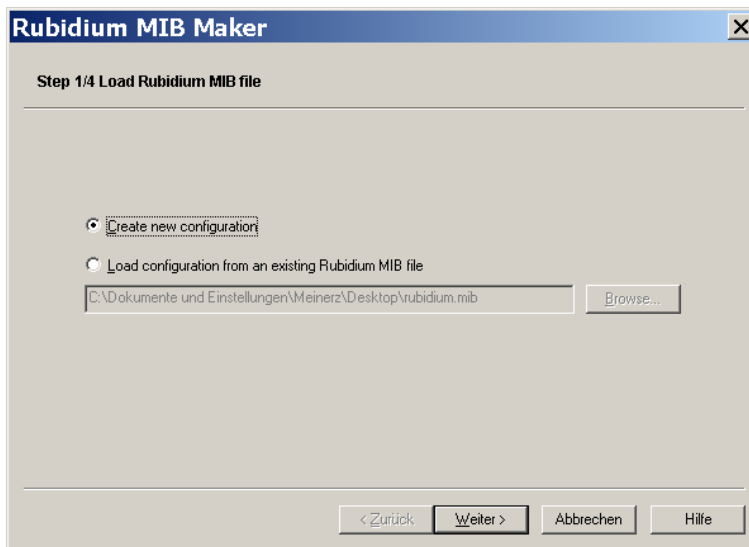 Rubidium MIB Maker
Step 1/4 Load Rubidium MIB file
Create new configuration
Load configuration from an existing Rubidium MIB file
C:\Dokumente und Einstellungen\Meinerz\Desktop\rubidium.mib Browse...
< Zurück Weiter > Abbrechen Hilfe